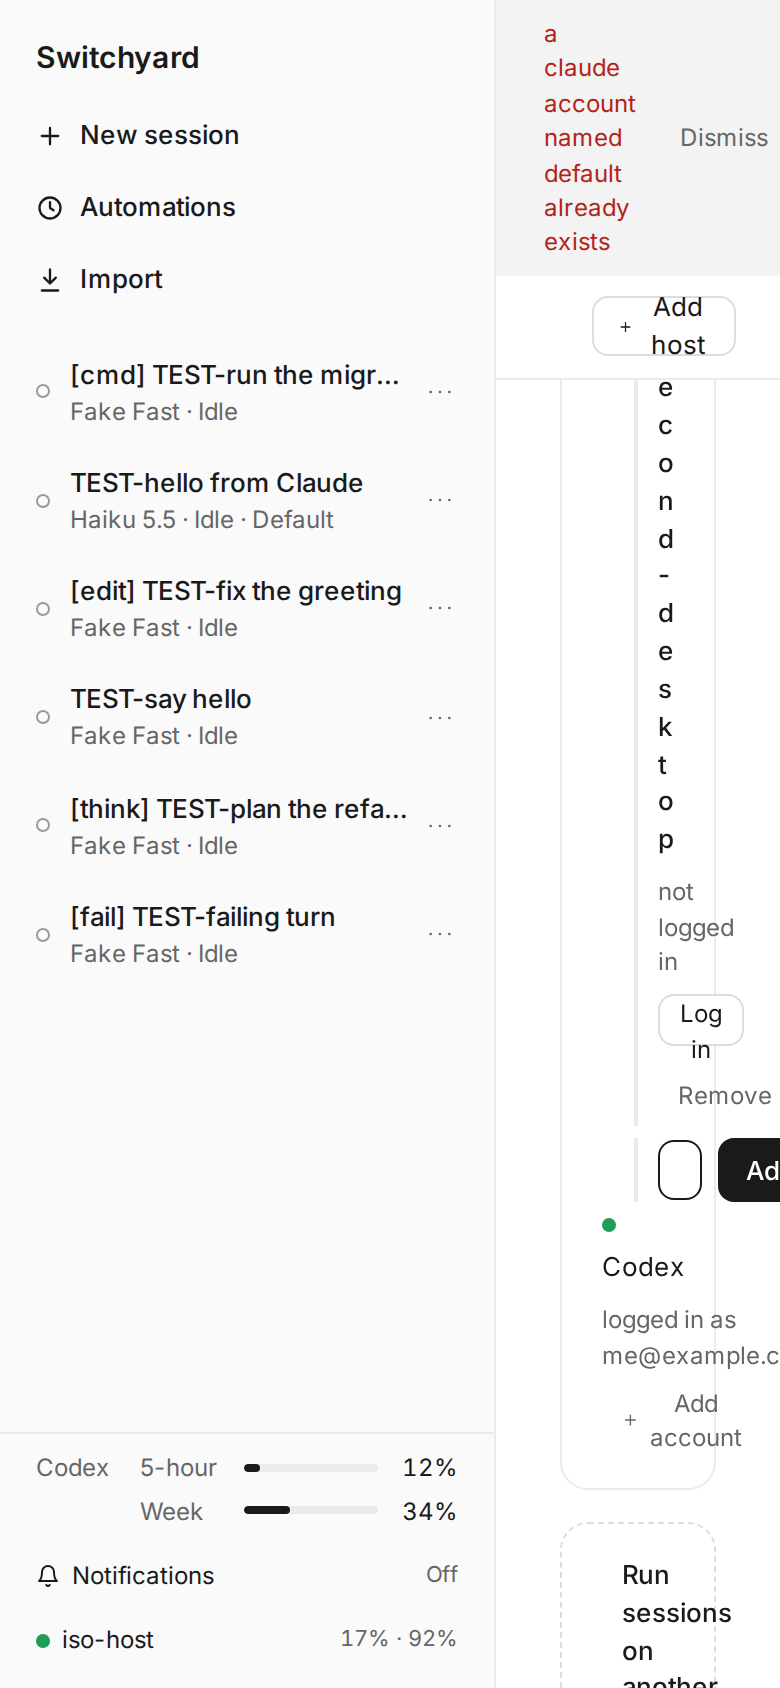 Switchyard
New session
Automations
Import
[cmd] TEST-run the migr...
Fake Fast · Idle
TEST-hello from Claude
Haiku 5.5 · Idle · Default
[edit] TEST-fix the greeting
Fake Fast · Idle
TEST-say hello
Fake Fast · Idle
[think] TEST-plan the refa...
Fake Fast · Idle
[fail] TEST-failing turn
Fake Fast · Idle
Codex 5-hour 12%
Week 34%
Notifications Off
iso-host 17% · 92%
a
claude
account
named
default
already
exists
Dismiss
+ Add
host
e
c
o
n
d
-
d
e
s
k
t
o
p
not
logged
in
Log
in
Remove
Ad
Codex
logged in as
me@example.c
+ Add
account
Run
sessions
on
another